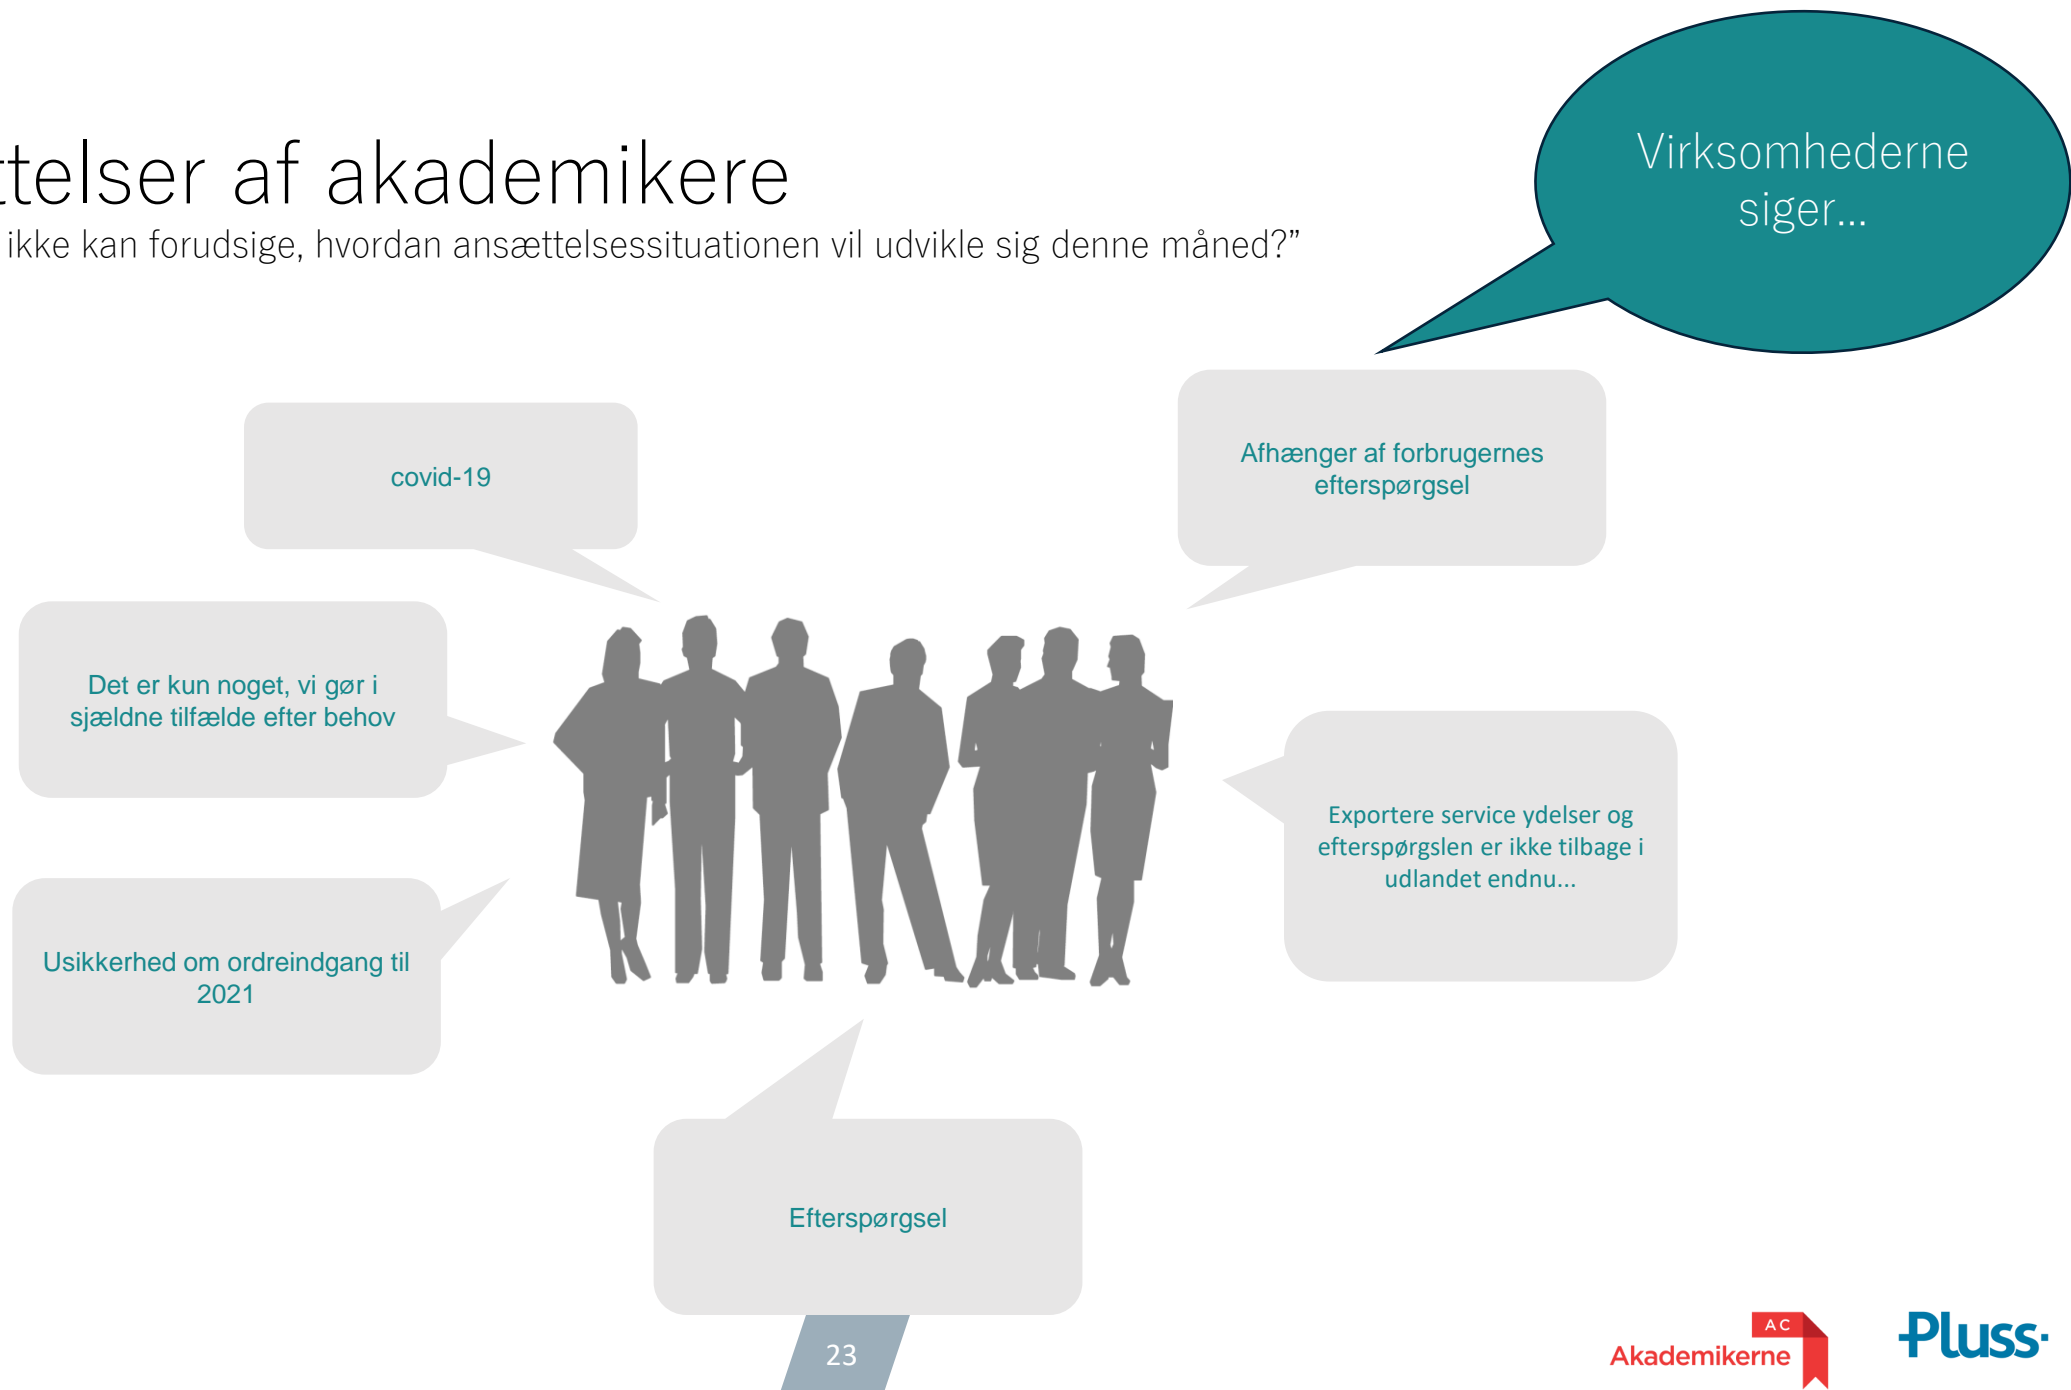 ttelser af akademikere
ikke kan forudsige, hvordan ansættelsessituationen vil udvikle sig denne måned?”
Virksomhederne
siger...
covid-19
Afhænger af forbrugernes
efterspørgsel
Det er kun noget, vi gør i
sjældne tilfælde efter behov
Exportere service ydelser og
efterspørgslen er ikke tilbage i
udlandet endnu...
Usikkerhed om ordreindgang til
2021
Efterspørgsel
23
AC
Akademikerne
Pluss